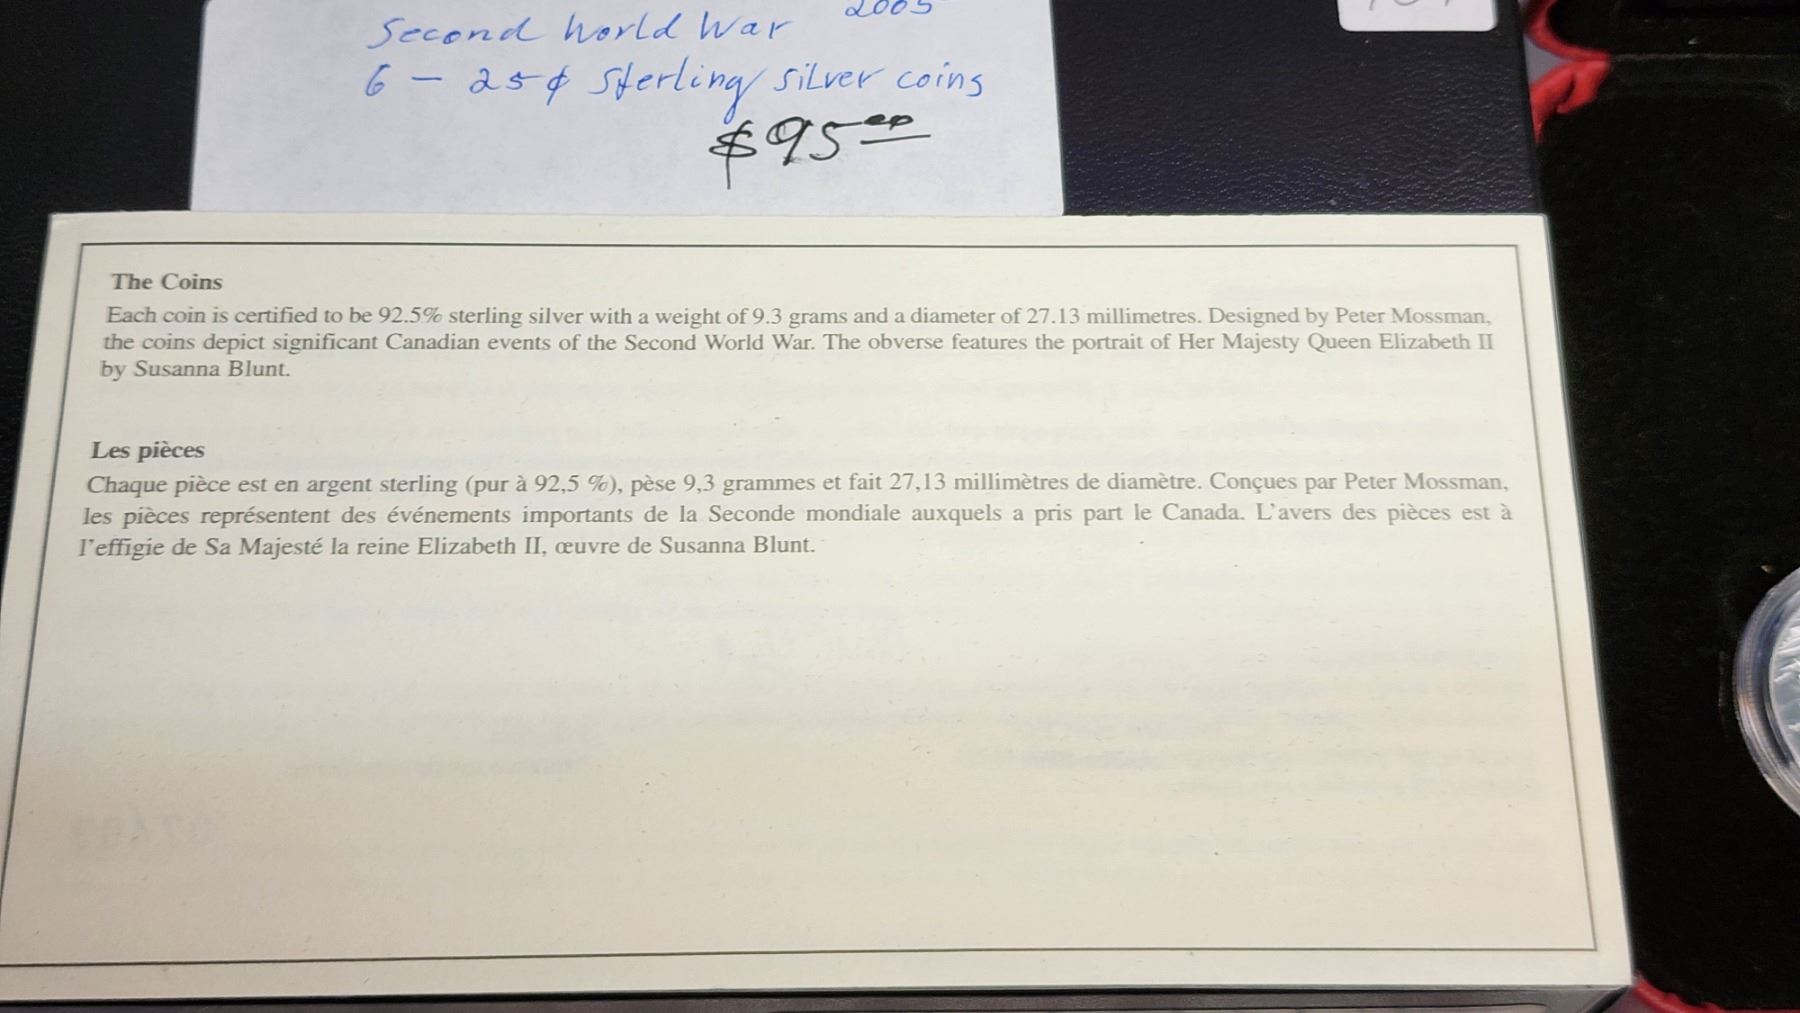 Second World War 2005
6 - 25¢ Sterling silver coins
$95.00
The Coins
Each coin is certified to be 92.5% sterling silver with a weight of 9.3 grams and a diameter of 27.13 millimetres. Designed by Peter Mossman,
the coins depict significant Canadian events of the Second World War. The obverse features the portrait of Her Majesty Queen Elizabeth II
by Susanna Blunt.
Les pièces
Chaque pièce est en argent sterling (pur à 92,5 %), pèse 9,3 grammes et fait 27,13 millimètres de diamètre. Conçues par Peter Mossman,
les pièces représentent des événements importants de la Seconde mondiale auxquels a pris part le Canada. L'avers des pièces est à
l'effigie de Sa Majesté la reine Elizabeth II, œuvre de Susanna Blunt.